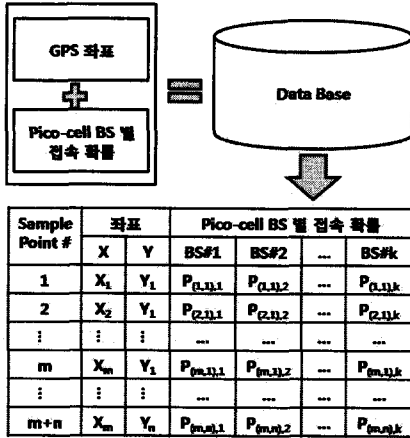 GPS 좌표
Pico-cell BS 별
접속 확률
Data Base
Sample Point # 좌표 Pico-cell BS 별 접속 확률
X Y BS#1 BS#2 ... BS#k
1 X₁ Y₁ P₍₁,₁₎,₁ P₍₁,₁₎,₂ ... P₍₁,₁₎,k
2 X₂ Y₁ P₍₂,₁₎,₁ P₍₂,₁₎,₂ ... P₍₂,₁₎,k
⋮ ⋮ ⋮ ... ... ... ...
m Xm Y₁ P(m,1),1 P(m,1),2 ... P(m,1),k
⋮ ⋮ ⋮ ... ... ... ...
m+n Xm Yn P(m,n),1 P(m,n),2 ... P(m,n),k